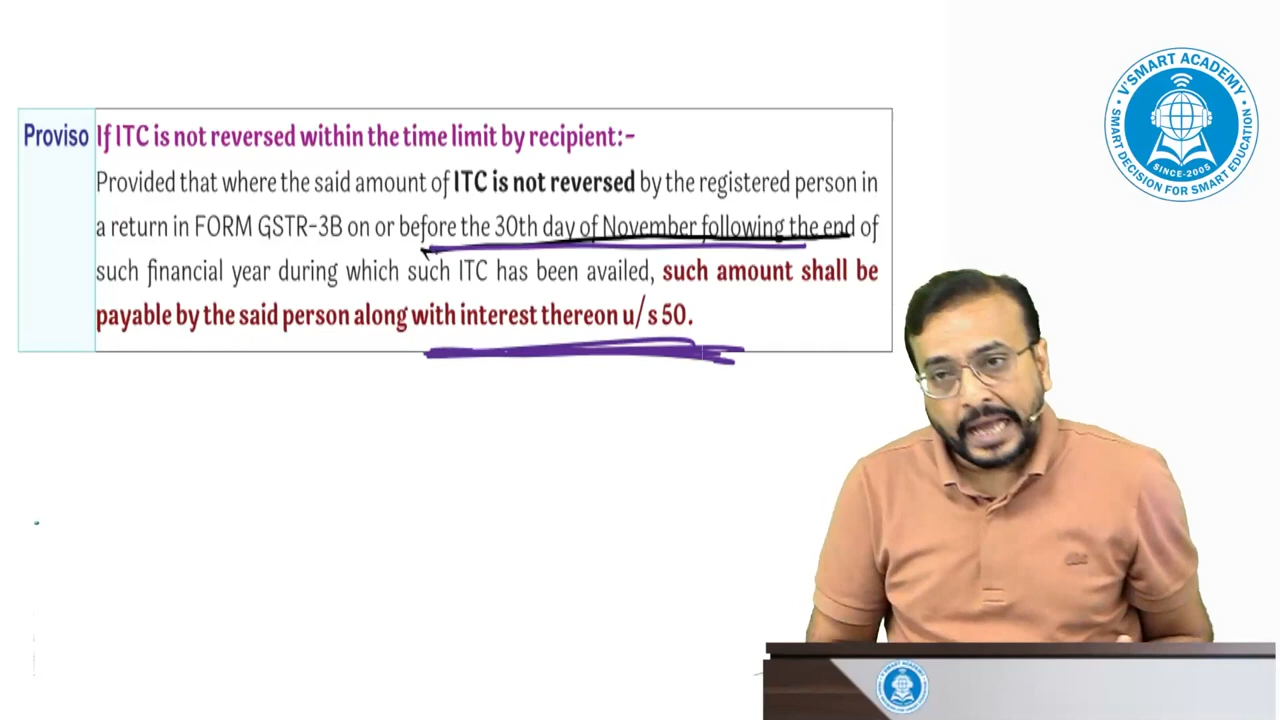 V'SMART ACADEMY
SINCE-2005
SMART DECISION FOR SMART EDUCATION
Proviso
If ITC is not reversed within the time limit by recipient:-
Provided that where the said amount of ITC is not reversed by the registered person in
a return in FORM GSTR-3B on or before the 30th day of November following the end of
such financial year during which such ITC has been availed, such amount shall be
payable by the said person along with interest thereon u/s 50.
V'SMART ACADEMY